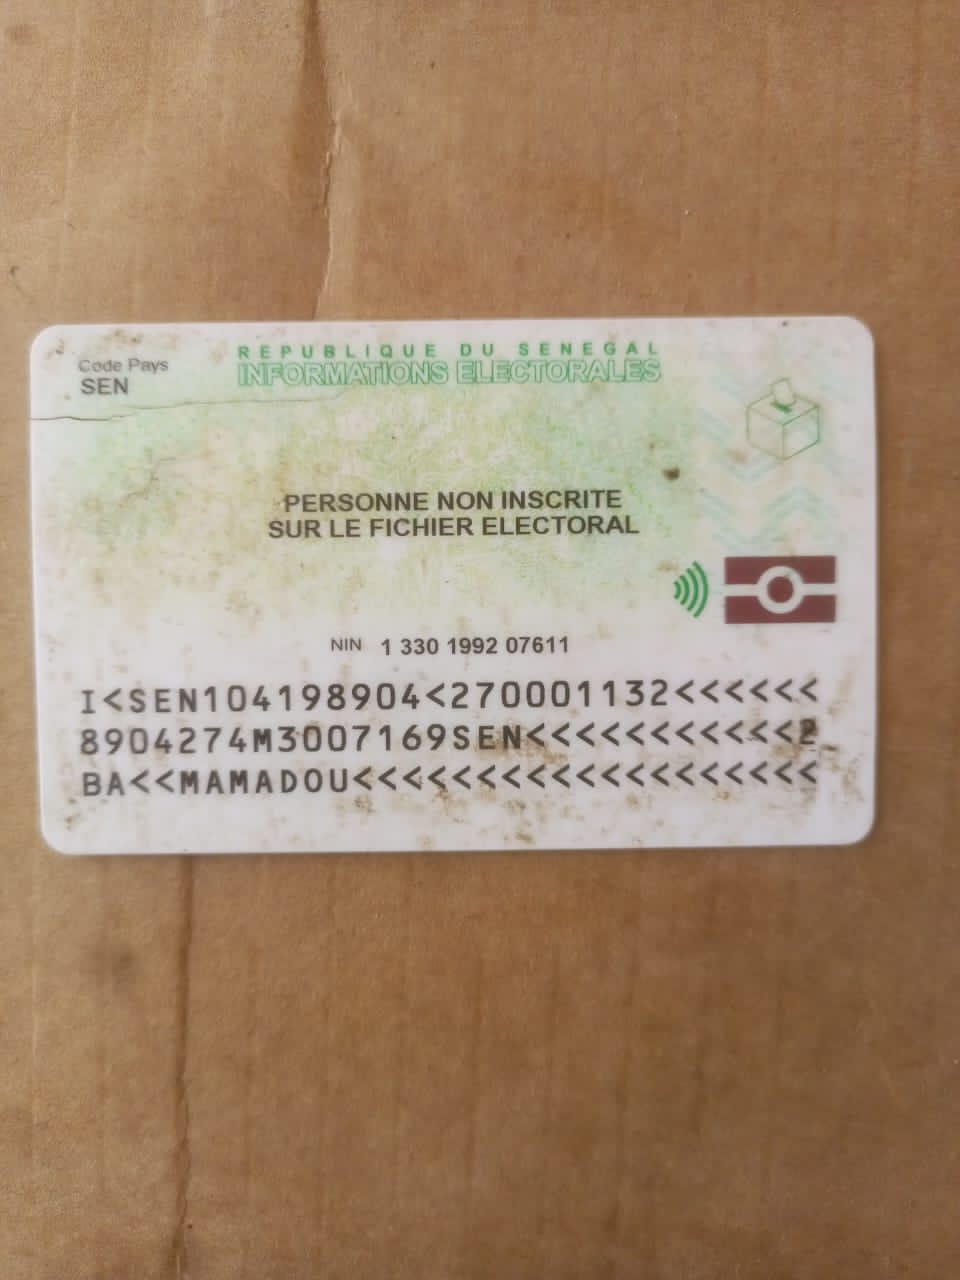 Code Pays
SEN
REPUBLIQUE DU SENEGAL
INFORMATIONS ELECTORALES
PERSONNE NON INSCRITE
SUR LE FICHIER ELECTORAL
NIN 1 330 1992 07611
I<SEN104198904<270001132<<<<<<
8904274M3007169SEN<<<<<<<<<<<2
BA<<MAMADOU<<<<<<<<<<<<<<<<<<<